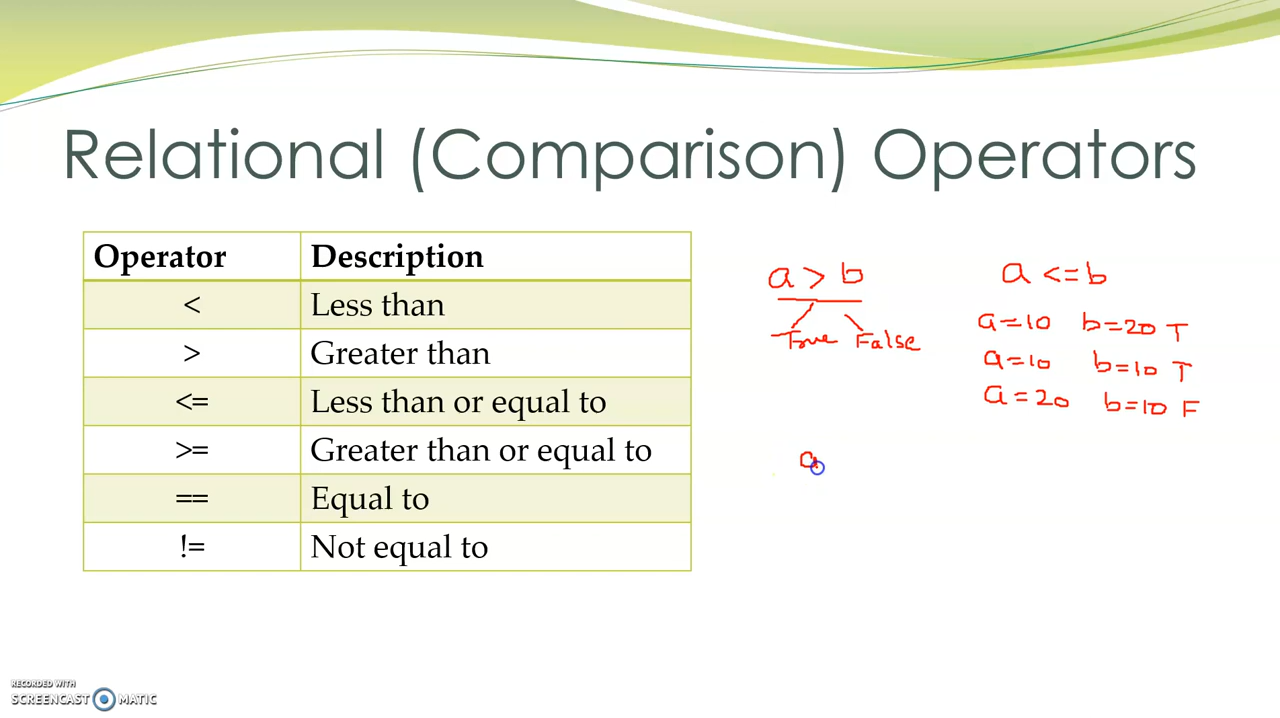 Relational (Comparison) Operators
Operator Description
< Less than
> Greater than
<= Less than or equal to
>= Greater than or equal to
== Equal to
!= Not equal to
a > b
True False
a <= b
a=10 b=20 T
a=10 b=10 T
a=20 b=10 F
a
RECORDED WITH
SCREENCAST MATIC